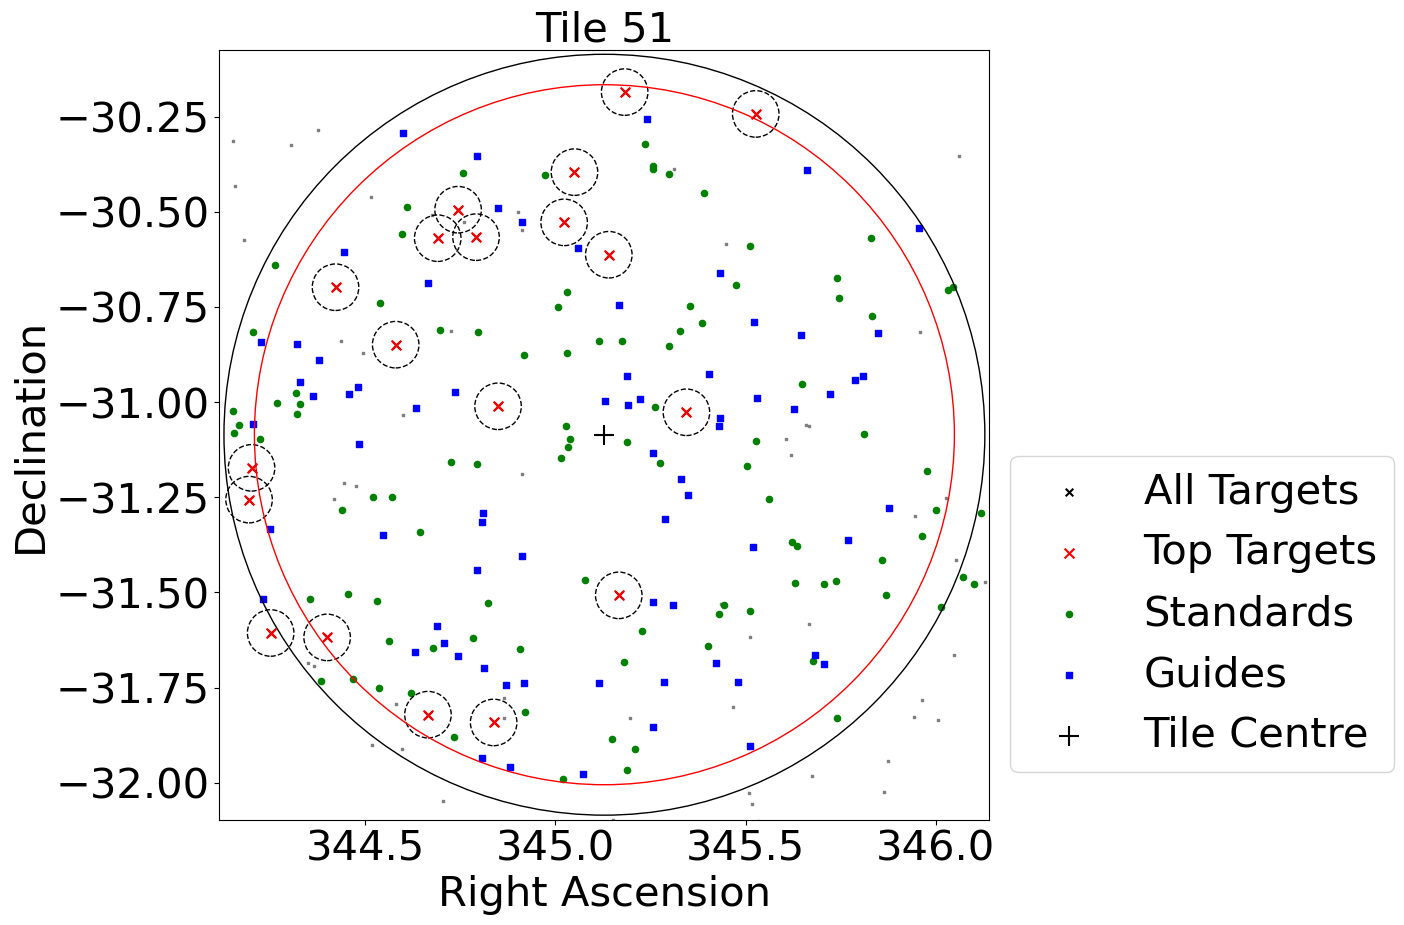 Tile 51
−30.25
−30.50
−30.75
−31.00
−31.25
−31.50
−31.75
−32.00
Declination
344.5
345.0
345.5
346.0
Right Ascension
All Targets
Top Targets
Standards
Guides
Tile Centre